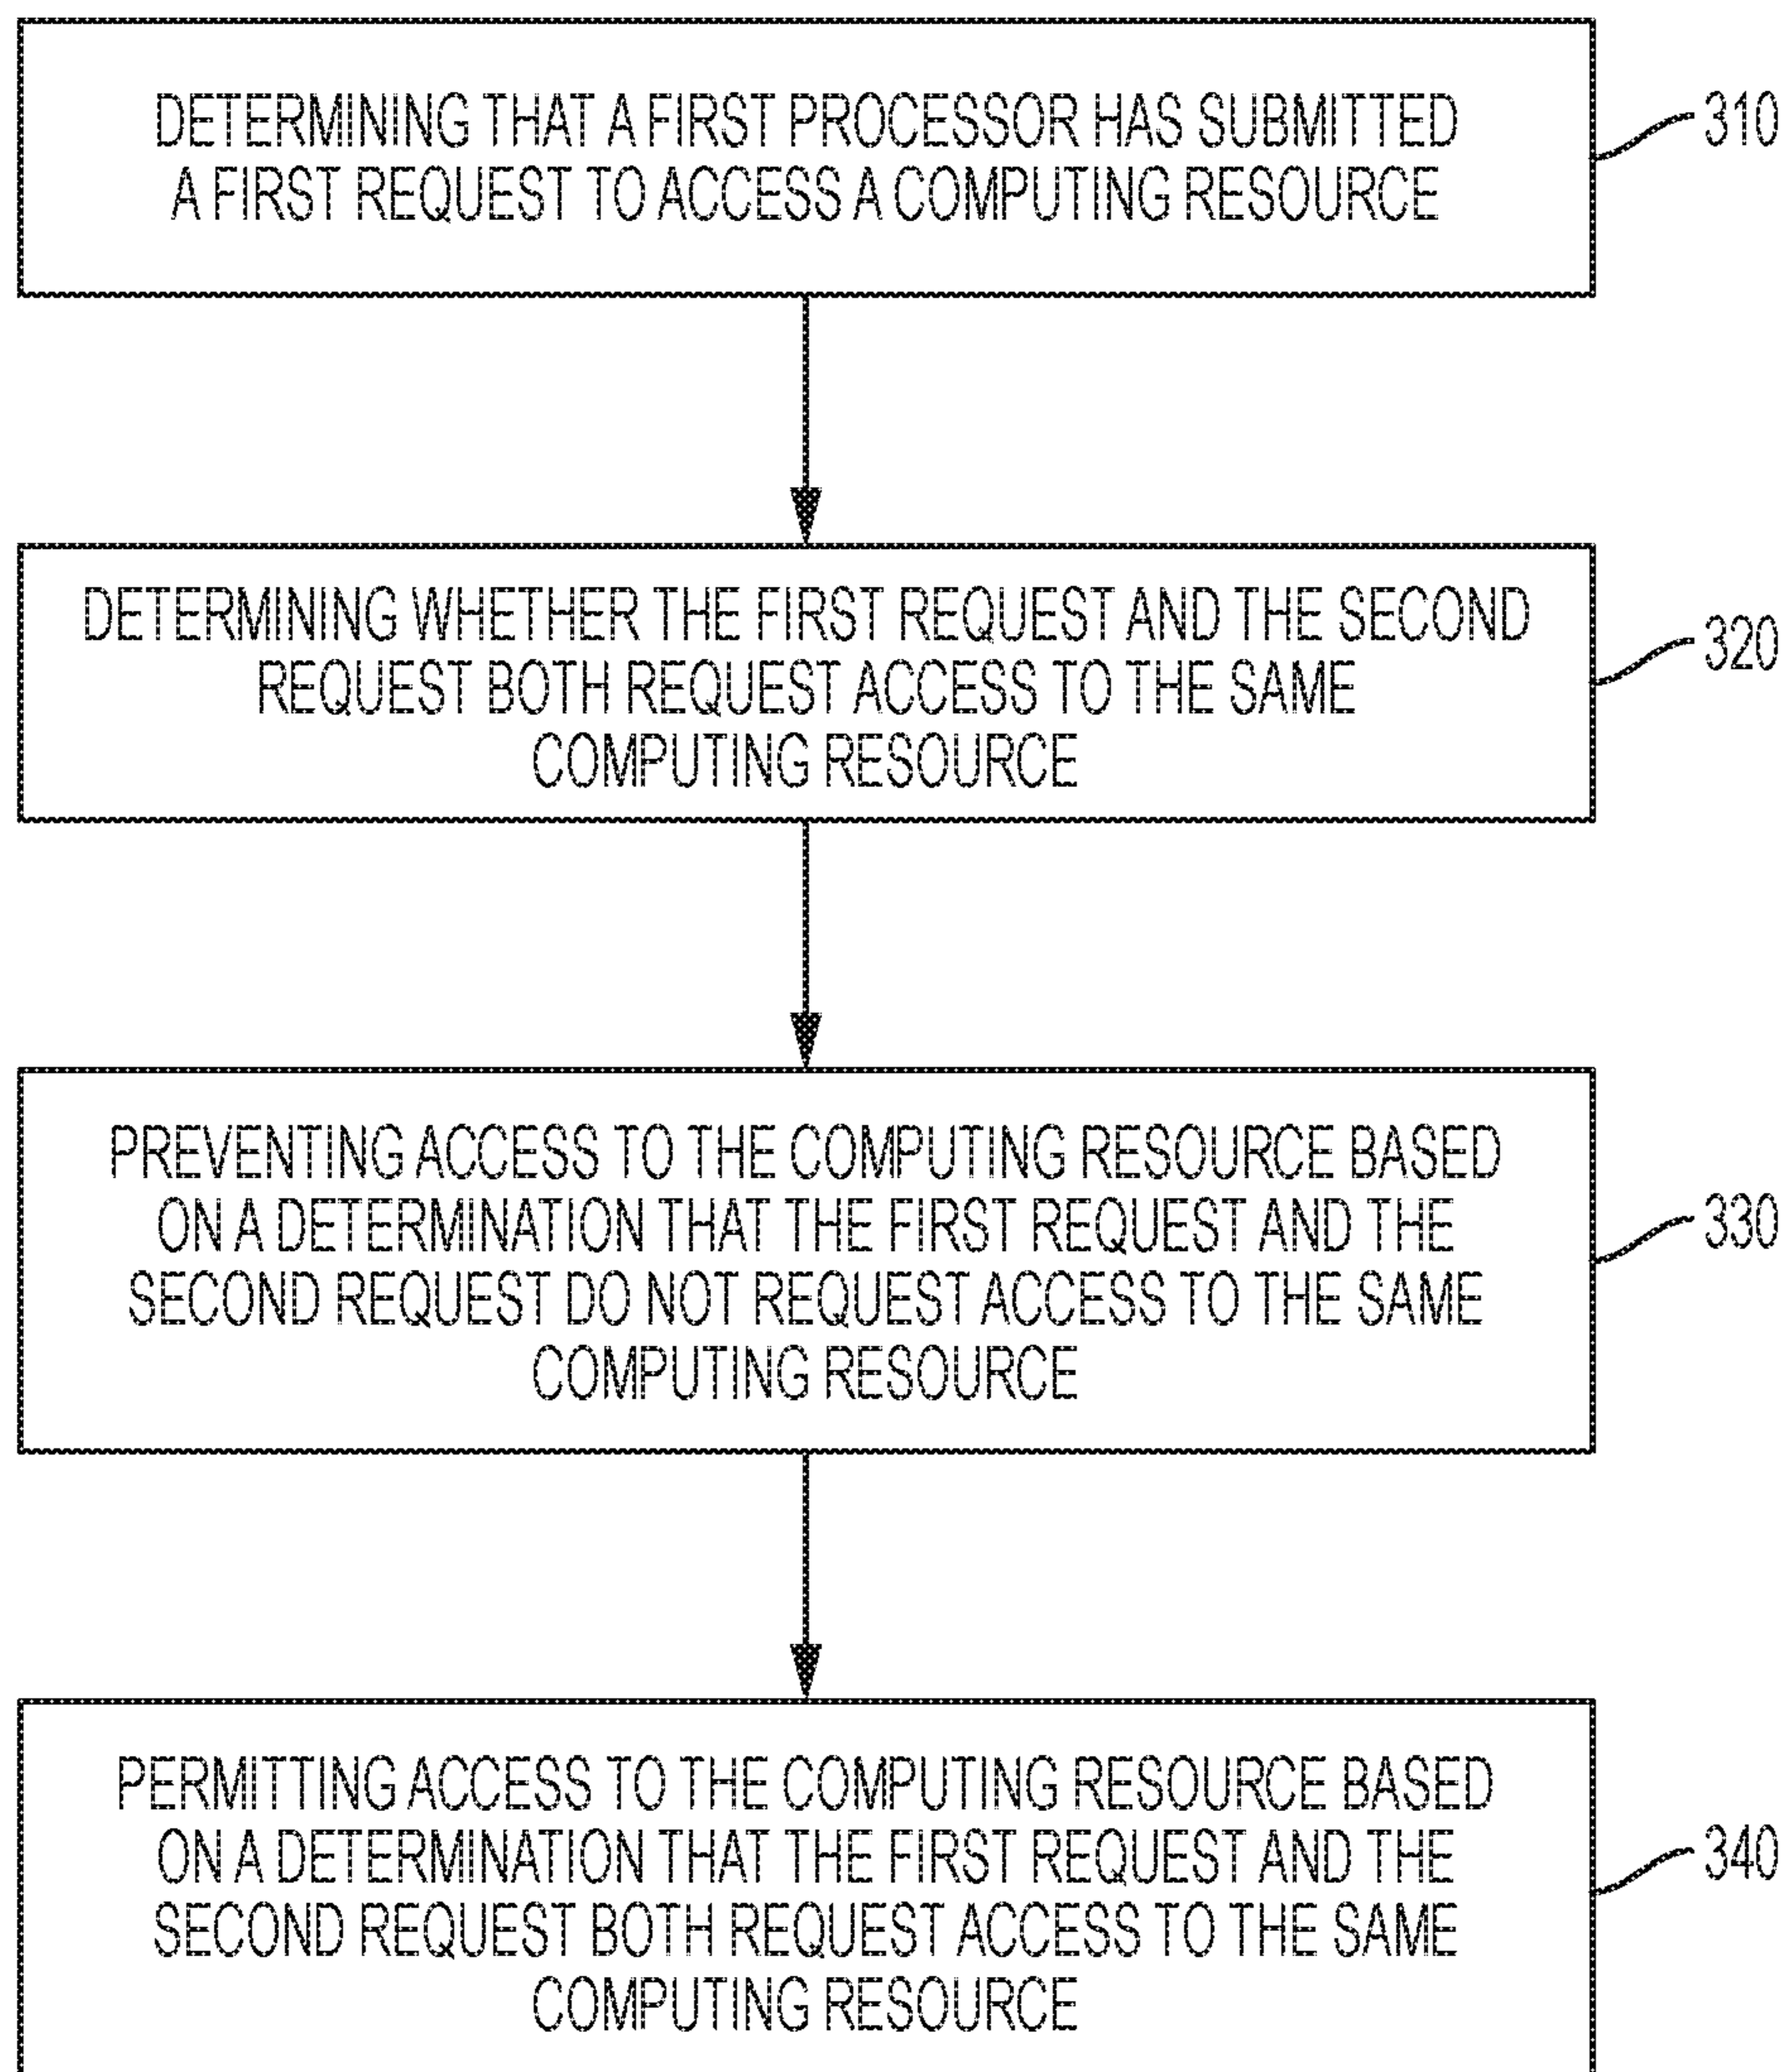 DETERMINING THAT A FIRST PROCESSOR HAS SUBMITTED
A FIRST REQUEST TO ACCESS A COMPUTING RESOURCE
310
DETERMINING WHETHER THE FIRST REQUEST AND THE SECOND
REQUEST BOTH REQUEST ACCESS TO THE SAME
COMPUTING RESOURCE
320
PREVENTING ACCESS TO THE COMPUTING RESOURCE BASED
ON A DETERMINATION THAT THE FIRST REQUEST AND THE
SECOND REQUEST DO NOT REQUEST ACCESS TO THE SAME
COMPUTING RESOURCE
330
PERMITTING ACCESS TO THE COMPUTING RESOURCE BASED
ON A DETERMINATION THAT THE FIRST REQUEST AND THE
SECOND REQUEST BOTH REQUEST ACCESS TO THE SAME
COMPUTING RESOURCE
340